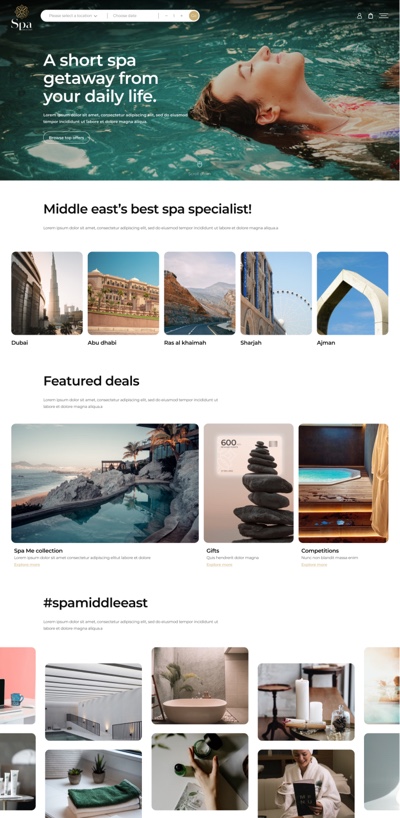 Spa
Please select a location
Choose date
1
A short spa
getaway from
your daily life.
Lorem ipsum dolor sit amet, consectetur adipiscing elit, sed do eiusmod
tempor incididunt ut labore et dolore magna aliqua.
Browse top offers
Middle east's best spa specialist!
Lorem ipsum dolor sit amet, consectetur adipiscing elit, sed do eiusmod tempor incididunt ut labore et dolore magna aliqua.
Dubai
Abu dhabi
Ras al khaimah
Sharjah
Ajman
Featured deals
Lorem ipsum dolor sit amet, consectetur adipiscing elit, sed do eiusmod tempor incididunt ut
labore et dolore magna aliqua.
600
Spa Me collection
Lorem ipsum dolor sit amet, consectetur adipiscing elitut labore et dolore
Explore more
Gifts
Quis hendrerit dolor magna
Explore more
Competitions
Nunc non blandit massa enim
Explore more
#spamiddleeast
Lorem ipsum dolor sit amet, consectetur adipiscing elit, sed do eiusmod tempor incididunt ut
labore et dolore magna aliqua.